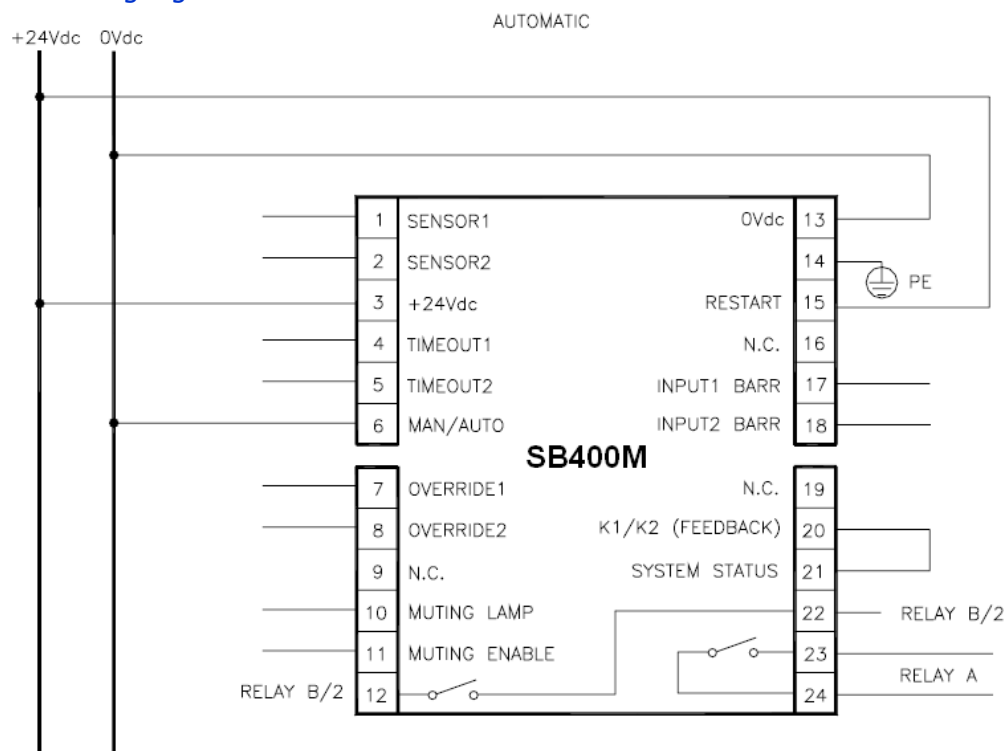 AUTOMATIC
+24Vdc 0Vdc
1 SENSOR1 0Vdc 13
2 SENSOR2 14 PE
3 +24Vdc RESTART 15
4 TIMEOUT1 N.C. 16
5 TIMEOUT2 INPUT1 BARR 17
6 MAN/AUTO INPUT2 BARR 18
SB400M
7 OVERRIDE1 N.C. 19
8 OVERRIDE2 K1/K2 (FEEDBACK) 20
9 N.C. SYSTEM STATUS 21
10 MUTING LAMP 22 RELAY B/2
11 MUTING ENABLE 23
RELAY A
RELAY B/2 12 24